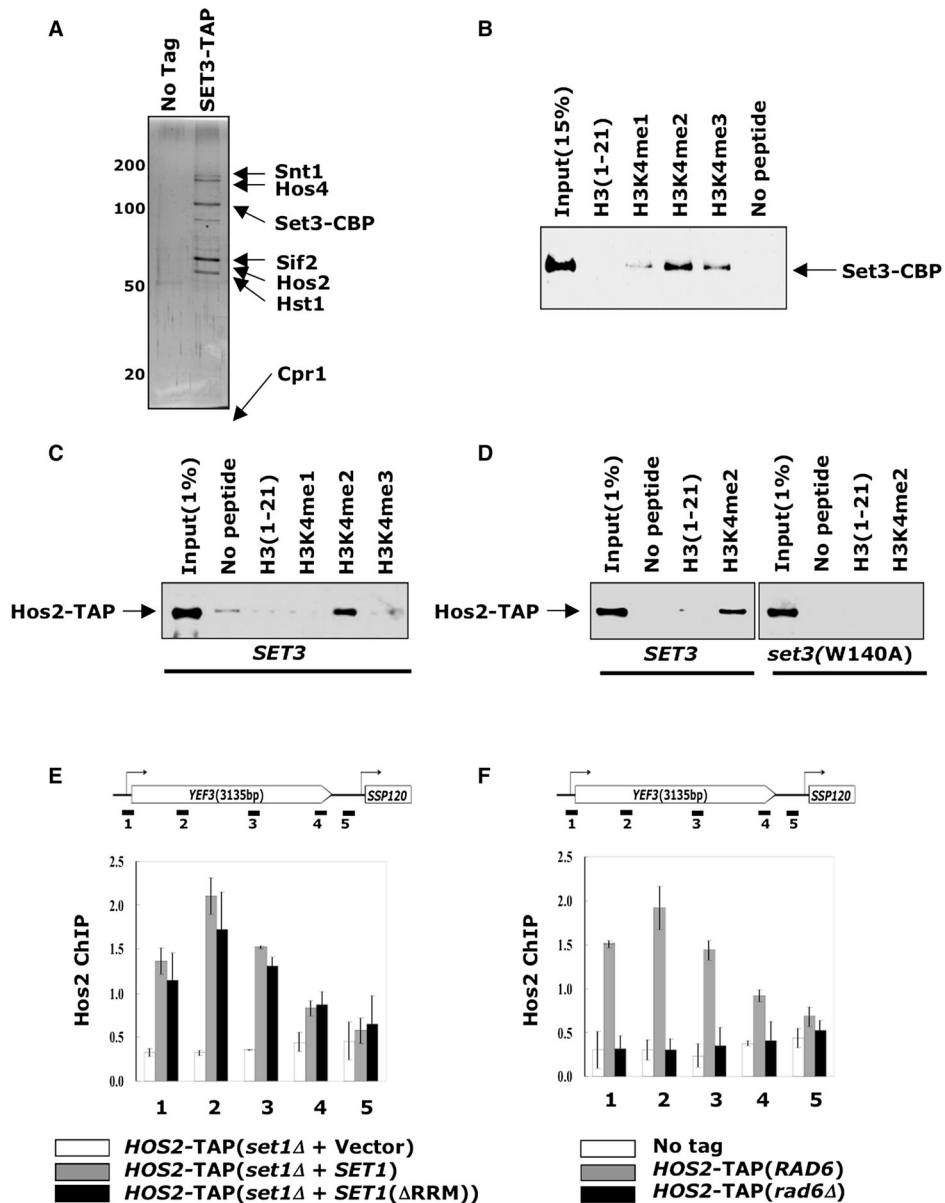 A
No Tag
SET3-TAP
200
100
50
20
Snt1
Hos4
Set3-CBP
Sif2
Hos2
Hst1
Cpr1
B
Input(15%)
H3(1-21)
H3K4me1
H3K4me2
H3K4me3
No peptide
Set3-CBP
C
Input(1%)
No peptide
H3(1-21)
H3K4me1
H3K4me2
H3K4me3
Hos2-TAP
SET3
D
Input(1%)
No peptide
H3(1-21)
H3K4me2
Input(1%)
No peptide
H3(1-21)
H3K4me2
Hos2-TAP
SET3
set3(W140A)
E
YEF3(3135bp)
SSP120
1 2 3 4 5
Hos2 ChIP
2.5
2.0
1.5
1.0
0.5
0.0
1 2 3 4 5
HOS2-TAP(set1Δ + Vector)
HOS2-TAP(set1Δ + SET1)
HOS2-TAP(set1Δ + SET1(ΔRRM))
F
YEF3(3135bp)
SSP120
1 2 3 4 5
Hos2 ChIP
2.5
2.0
1.5
1.0
0.5
0.0
1 2 3 4 5
No tag
HOS2-TAP(RAD6)
HOS2-TAP(rad6Δ)